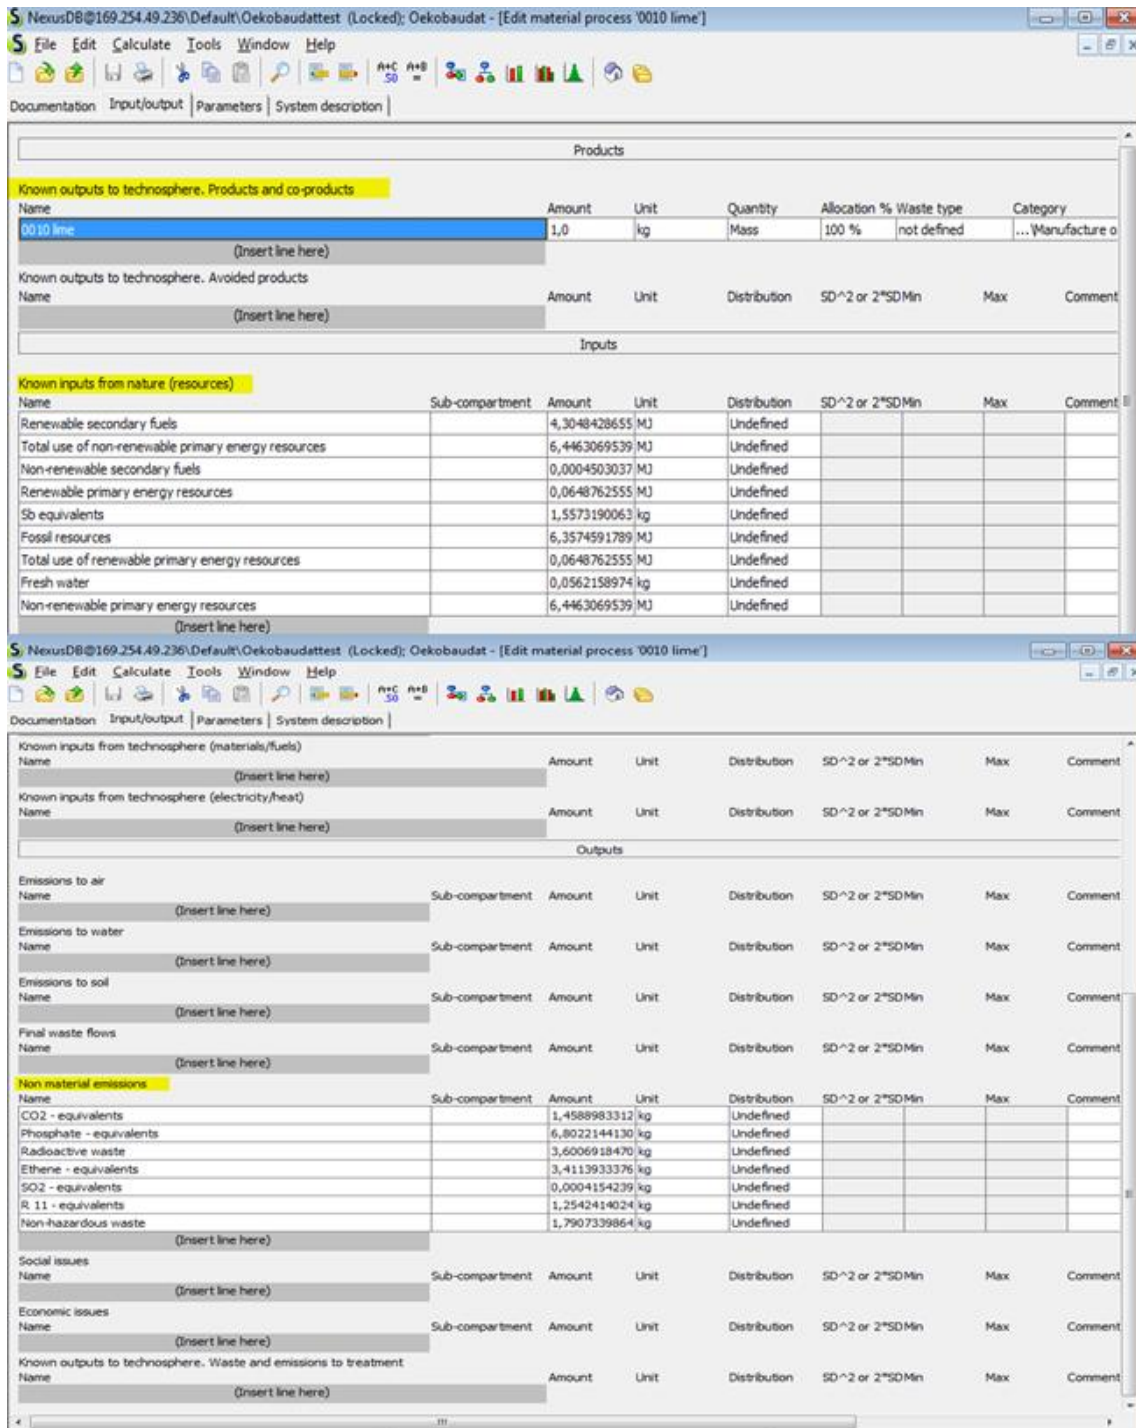 NexusDB@169.254.49.236\Default\Oekobaudattest (Locked); Oekobaudat - [Edit material process '0010 lime']
File Edit Calculate Tools Window Help
A+C .50 A+B =
Documentation Input/output Parameters System description
Products
Known outputs to technosphere. Products and co-products
Name Amount Unit Quantity Allocation % Waste type Category
0010 lime 1,0 kg Mass 100 % not defined ...\Manufacture o
(Insert line here)
Known outputs to technosphere. Avoided products
Name Amount Unit Distribution SD^2 or 2*SD Min Max Comment
(Insert line here)
Inputs
Known inputs from nature (resources)
Name Sub-compartment Amount Unit Distribution SD^2 or 2*SD Min Max Comment
Renewable secondary fuels 4,3048428655 MJ Undefined
Total use of non-renewable primary energy resources 6,4463069539 MJ Undefined
Non-renewable secondary fuels 0,0004503037 MJ Undefined
Renewable primary energy resources 0,0648762555 MJ Undefined
Sb equivalents 1,5573190063 kg Undefined
Fossil resources 6,3574591789 MJ Undefined
Total use of renewable primary energy resources 0,0648762555 MJ Undefined
Fresh water 0,0562158974 kg Undefined
Non-renewable primary energy resources 6,4463069539 MJ Undefined
(Insert line here)
NexusDB@169.254.49.236\Default\Oekobaudattest (Locked); Oekobaudat - [Edit material process '0010 lime']
File Edit Calculate Tools Window Help
A+C .50 A+B =
Documentation Input/output Parameters System description
Known inputs from technosphere (materials/fuels)
Name Amount Unit Distribution SD^2 or 2*SD Min Max Comment
(Insert line here)
Known inputs from technosphere (electricity/heat)
Name Amount Unit Distribution SD^2 or 2*SD Min Max Comment
(Insert line here)
Outputs
Emissions to air
Name Sub-compartment Amount Unit Distribution SD^2 or 2*SD Min Max Comment
(Insert line here)
Emissions to water
Name Sub-compartment Amount Unit Distribution SD^2 or 2*SD Min Max Comment
(Insert line here)
Emissions to soil
Name Sub-compartment Amount Unit Distribution SD^2 or 2*SD Min Max Comment
(Insert line here)
Final waste flows
Name Sub-compartment Amount Unit Distribution SD^2 or 2*SD Min Max Comment
(Insert line here)
Non material emissions
Name Sub-compartment Amount Unit Distribution SD^2 or 2*SD Min Max Comment
CO2 - equivalents 1,4588983312 kg Undefined
Phosphate - equivalents 6,8022144130 kg Undefined
Radioactive waste 3,6006918470 kg Undefined
Ethene - equivalents 3,4113933376 kg Undefined
SO2 - equivalents 0,0004154239 kg Undefined
R 11 - equivalents 1,2542414024 kg Undefined
Non-hazardous waste 1,7907339864 kg Undefined
(Insert line here)
Social issues
Name Sub-compartment Amount Unit Distribution SD^2 or 2*SD Min Max Comment
(Insert line here)
Economic issues
Name Sub-compartment Amount Unit Distribution SD^2 or 2*SD Min Max Comment
(Insert line here)
Known outputs to technosphere. Waste and emissions to treatment
Name Amount Unit Distribution SD^2 or 2*SD Min Max Comment
(Insert line here)